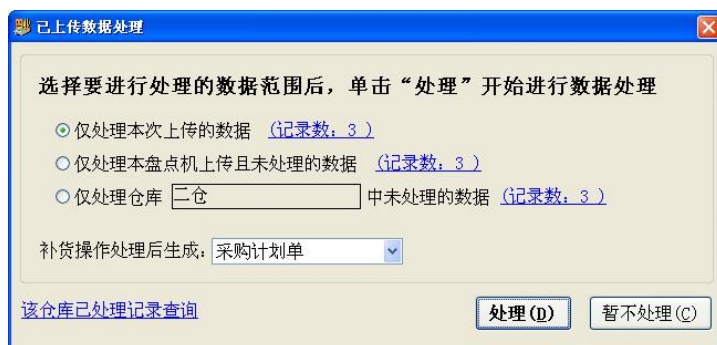 已上传数据处理
选择要进行处理的数据范围后，单击“处理”开始进行数据处理
仅处理本次上传的数据 （记录数：3 ）
仅处理本盘点机上传且未处理的数据 （记录数：3 ）
仅处理仓库 二仓 中未处理的数据 （记录数：3 ）
补货操作处理后生成：采购计划单
该仓库已处理记录查询 处理(D) 暂不处理(C)